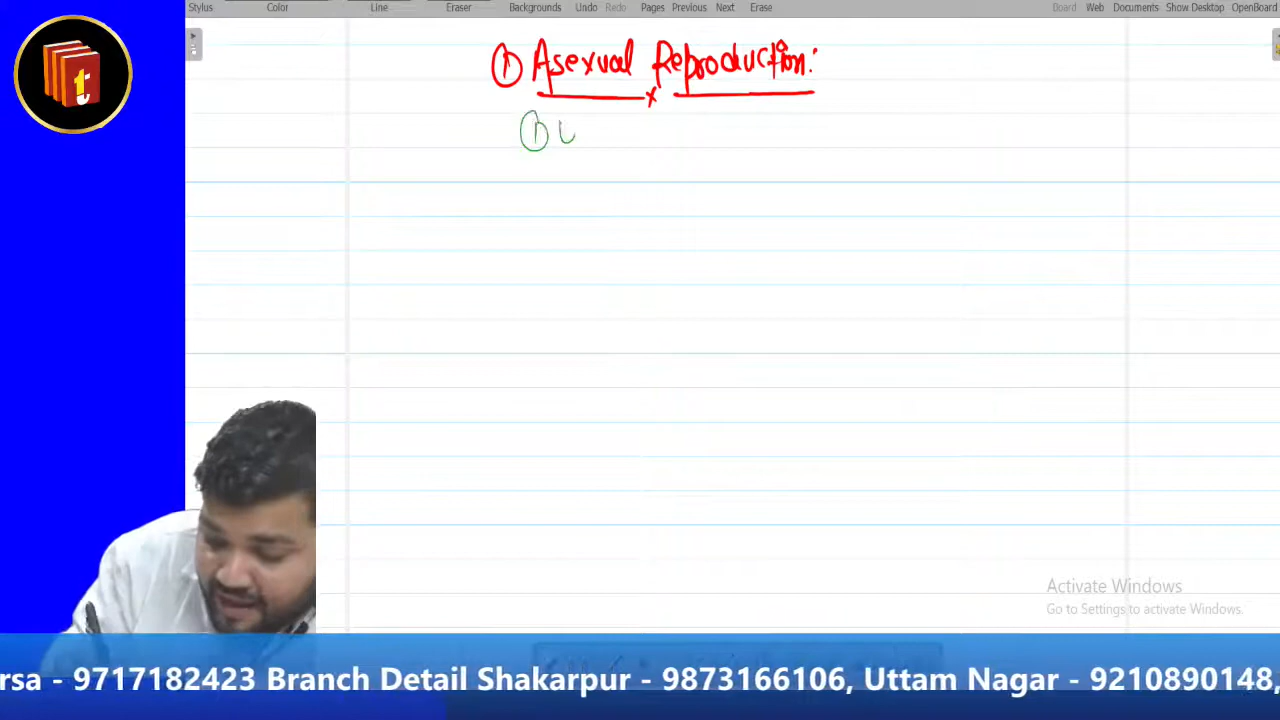 Stylus Color Line Eraser Backgrounds Undo Redo Pages Previous Next Erase Board Web Documents Show Desktop OpenBoard
① Asexual Reproduction:
t
①
Activate Windows
Go to Settings to activate Windows.
rsa - 9717182423 Branch Detail Shakarpur - 9873166106, Uttam Nagar - 9210890148,